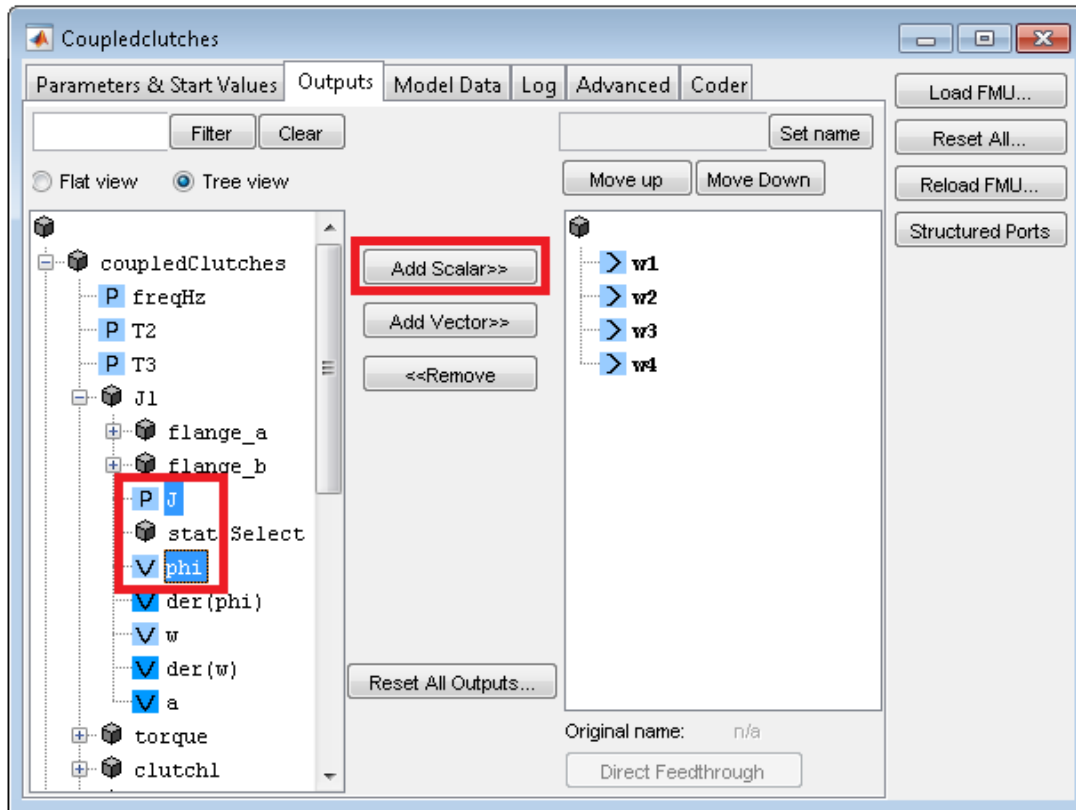 Coupledclutches
Parameters & Start Values Outputs Model Data Log Advanced Coder
Filter Clear
Set name
Flat view Tree view
Move up Move Down
Load FMU...
Reset All...
Reload FMU...
Structured Ports
coupledClutches
P freqHz
P T2
P T3
J1
flange_a
flange_b
P J
stateSelect
V phi
V der(phi)
V w
V der(w)
V a
torque
clutch1
Add Scalar>>
Add Vector>>
<<Remove
Reset All Outputs...
w1
w2
w3
w4
Original name: n/a
Direct Feedthrough